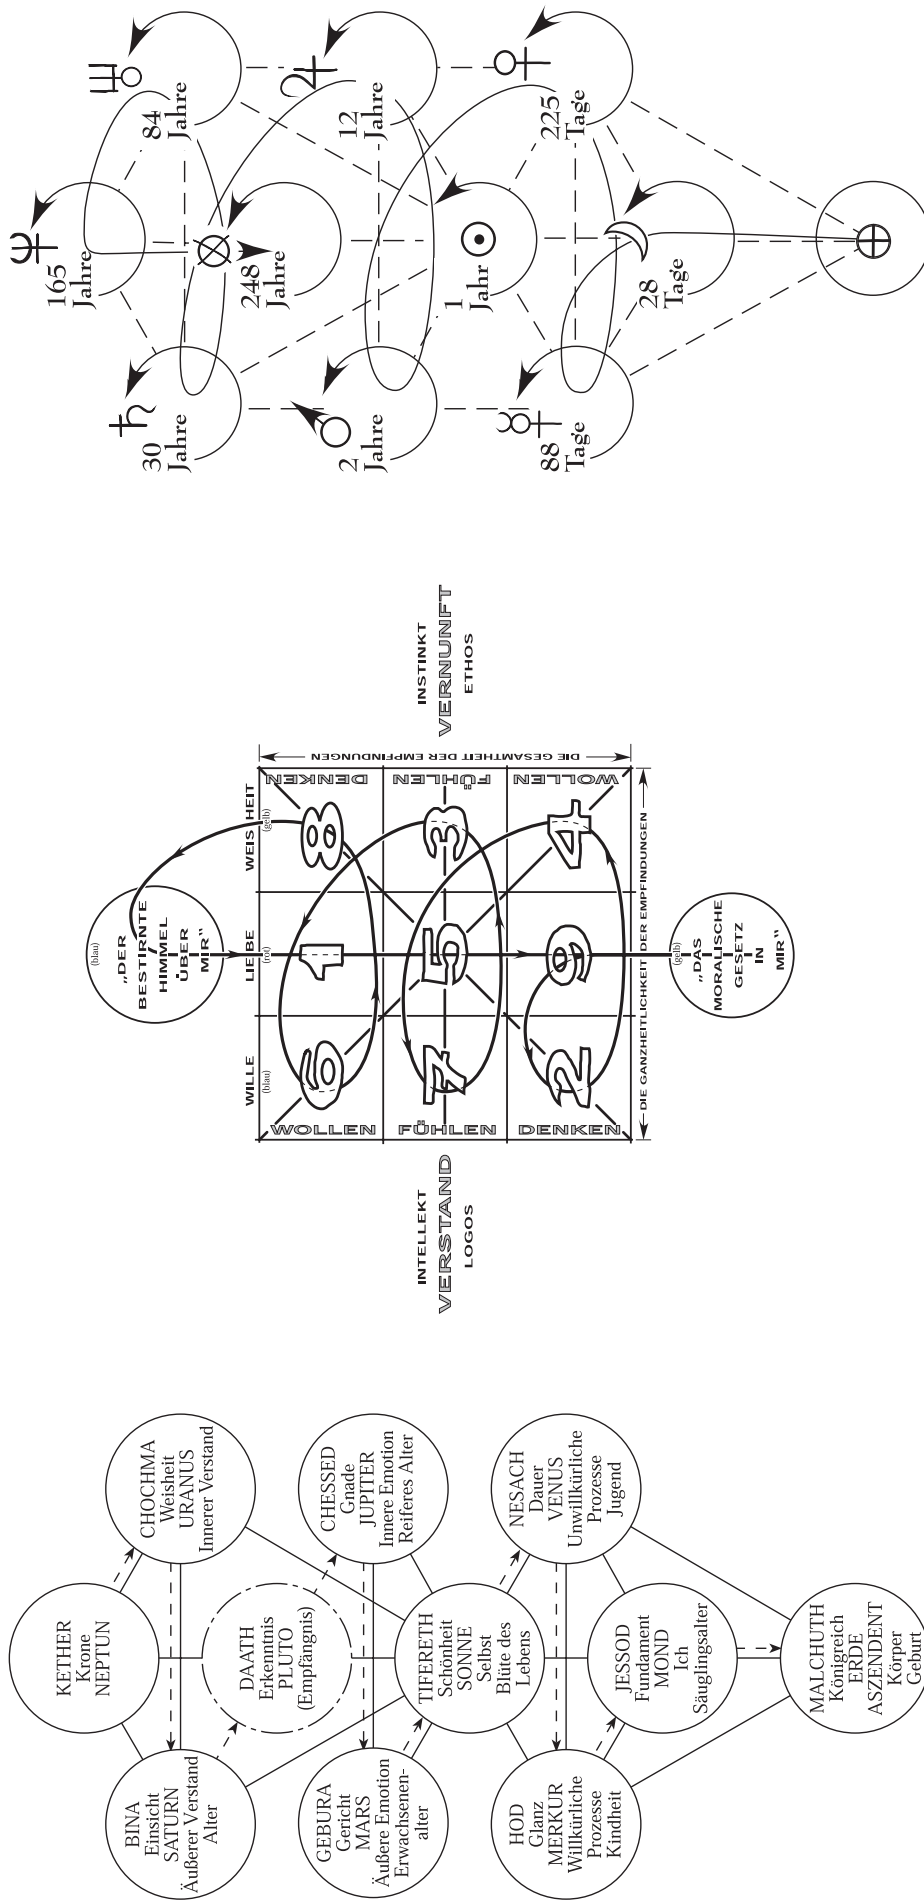 KETHER
Krone
NEPTUN
BINA
Einsicht
SATURN
Äußerer Verstand
Alter
CHOCHMA
Weisheit
URANUS
Innerer Verstand
DAATH
Erkenntnis
PLUTO
(Empfängnis)
GEBURA
Gericht
MARS
Äußere Emotion
Erwachsenen-
alter
CHESSED
Gnade
JUPITER
Innere Emotion
Reiferes Alter
TIFERETH
Schönheit
SONNE
Selbst
Blüte des
Lebens
HOD
Glanz
MERKUR
Willkürliche
Prozesse
Kindheit
NESACH
Dauer
VENUS
Unwillkürliche
Prozesse
Jugend
JESSOD
Fundament
MOND
Ich
Säuglingsalter
MALCHUTH
Königreich
ERDE
ASZENDENT
Körper
Geburt
(blau)
„DER
BESTIRNTE
HIMMEL
ÜBER
MIR“
WILLE
(blau)
LIEBE
(rot)
WEISHEIT
(gelb)
WOLLEN
6 1 8
DENKEN
FÜHLEN
7 5 3
FÜHLEN
DENKEN
2 9 4
WOLLEN
INTELLEKT
VERSTAND
LOGOS
INSTINKT
VERNUNFT
ETHOS
DIE GESAMTHEIT DER EMPFINDUNGEN
DIE GANZHEITLICHKEIT DER EMPFINDUNGEN
(gelb)
„DAS
MORALISCHE
GESETZ
IN
MIR“
165
Jahre
30
Jahre
84
Jahre
248
Jahre
2
Jahre
12
Jahre
1
Jahr
88
Tage
225
Tage
28
Tage